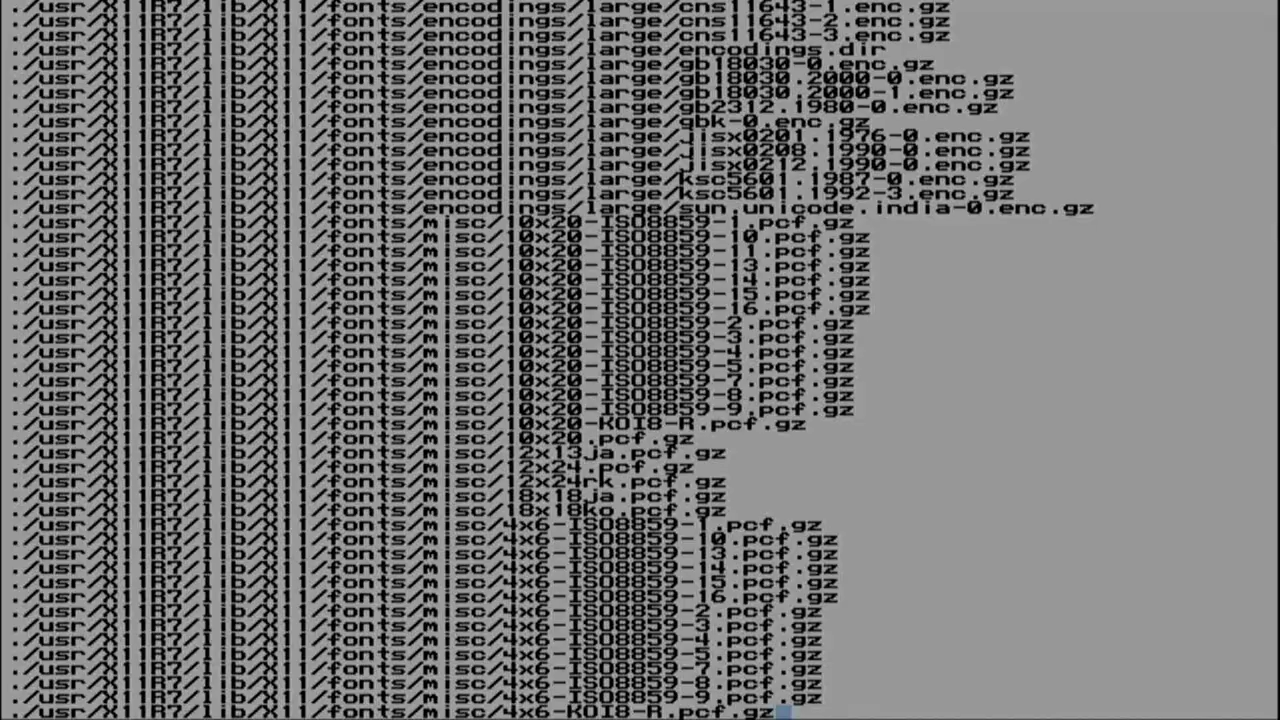 ./usr/X11R7/lib/X11/fonts/encodings/large/cns11643-1.enc.gz
./usr/X11R7/lib/X11/fonts/encodings/large/cns11643-2.enc.gz
./usr/X11R7/lib/X11/fonts/encodings/large/cns11643-3.enc.gz
./usr/X11R7/lib/X11/fonts/encodings/large/encodings.dir
./usr/X11R7/lib/X11/fonts/encodings/large/gb18030-0.enc.gz
./usr/X11R7/lib/X11/fonts/encodings/large/gb18030.2000-0.enc.gz
./usr/X11R7/lib/X11/fonts/encodings/large/gb18030.2000-1.enc.gz
./usr/X11R7/lib/X11/fonts/encodings/large/gb2312.1980-0.enc.gz
./usr/X11R7/lib/X11/fonts/encodings/large/gbk-0.enc.gz
./usr/X11R7/lib/X11/fonts/encodings/large/jisx0201.1976-0.enc.gz
./usr/X11R7/lib/X11/fonts/encodings/large/jisx0208.1990-0.enc.gz
./usr/X11R7/lib/X11/fonts/encodings/large/jisx0212.1990-0.enc.gz
./usr/X11R7/lib/X11/fonts/encodings/large/ksc5601.1987-0.enc.gz
./usr/X11R7/lib/X11/fonts/encodings/large/ksc5601.1992-3.enc.gz
./usr/X11R7/lib/X11/fonts/encodings/large/sun.unicode.india-0.enc.gz
./usr/X11R7/lib/X11/fonts/misc/10x20-ISO8859-1.pcf.gz
./usr/X11R7/lib/X11/fonts/misc/10x20-ISO8859-10.pcf.gz
./usr/X11R7/lib/X11/fonts/misc/10x20-ISO8859-11.pcf.gz
./usr/X11R7/lib/X11/fonts/misc/10x20-ISO8859-13.pcf.gz
./usr/X11R7/lib/X11/fonts/misc/10x20-ISO8859-14.pcf.gz
./usr/X11R7/lib/X11/fonts/misc/10x20-ISO8859-15.pcf.gz
./usr/X11R7/lib/X11/fonts/misc/10x20-ISO8859-16.pcf.gz
./usr/X11R7/lib/X11/fonts/misc/10x20-ISO8859-2.pcf.gz
./usr/X11R7/lib/X11/fonts/misc/10x20-ISO8859-3.pcf.gz
./usr/X11R7/lib/X11/fonts/misc/10x20-ISO8859-4.pcf.gz
./usr/X11R7/lib/X11/fonts/misc/10x20-ISO8859-5.pcf.gz
./usr/X11R7/lib/X11/fonts/misc/10x20-ISO8859-7.pcf.gz
./usr/X11R7/lib/X11/fonts/misc/10x20-ISO8859-8.pcf.gz
./usr/X11R7/lib/X11/fonts/misc/10x20-ISO8859-9.pcf.gz
./usr/X11R7/lib/X11/fonts/misc/10x20-KOI8-R.pcf.gz
./usr/X11R7/lib/X11/fonts/misc/10x20.pcf.gz
./usr/X11R7/lib/X11/fonts/misc/12x13ja.pcf.gz
./usr/X11R7/lib/X11/fonts/misc/12x24.pcf.gz
./usr/X11R7/lib/X11/fonts/misc/12x24rk.pcf.gz
./usr/X11R7/lib/X11/fonts/misc/18x18ja.pcf.gz
./usr/X11R7/lib/X11/fonts/misc/18x18ko.pcf.gz
./usr/X11R7/lib/X11/fonts/misc/4x6-ISO8859-1.pcf.gz
./usr/X11R7/lib/X11/fonts/misc/4x6-ISO8859-10.pcf.gz
./usr/X11R7/lib/X11/fonts/misc/4x6-ISO8859-13.pcf.gz
./usr/X11R7/lib/X11/fonts/misc/4x6-ISO8859-14.pcf.gz
./usr/X11R7/lib/X11/fonts/misc/4x6-ISO8859-15.pcf.gz
./usr/X11R7/lib/X11/fonts/misc/4x6-ISO8859-16.pcf.gz
./usr/X11R7/lib/X11/fonts/misc/4x6-ISO8859-2.pcf.gz
./usr/X11R7/lib/X11/fonts/misc/4x6-ISO8859-3.pcf.gz
./usr/X11R7/lib/X11/fonts/misc/4x6-ISO8859-4.pcf.gz
./usr/X11R7/lib/X11/fonts/misc/4x6-ISO8859-5.pcf.gz
./usr/X11R7/lib/X11/fonts/misc/4x6-ISO8859-7.pcf.gz
./usr/X11R7/lib/X11/fonts/misc/4x6-ISO8859-8.pcf.gz
./usr/X11R7/lib/X11/fonts/misc/4x6-ISO8859-9.pcf.gz
./usr/X11R7/lib/X11/fonts/misc/4x6-KOI8-R.pcf.gz